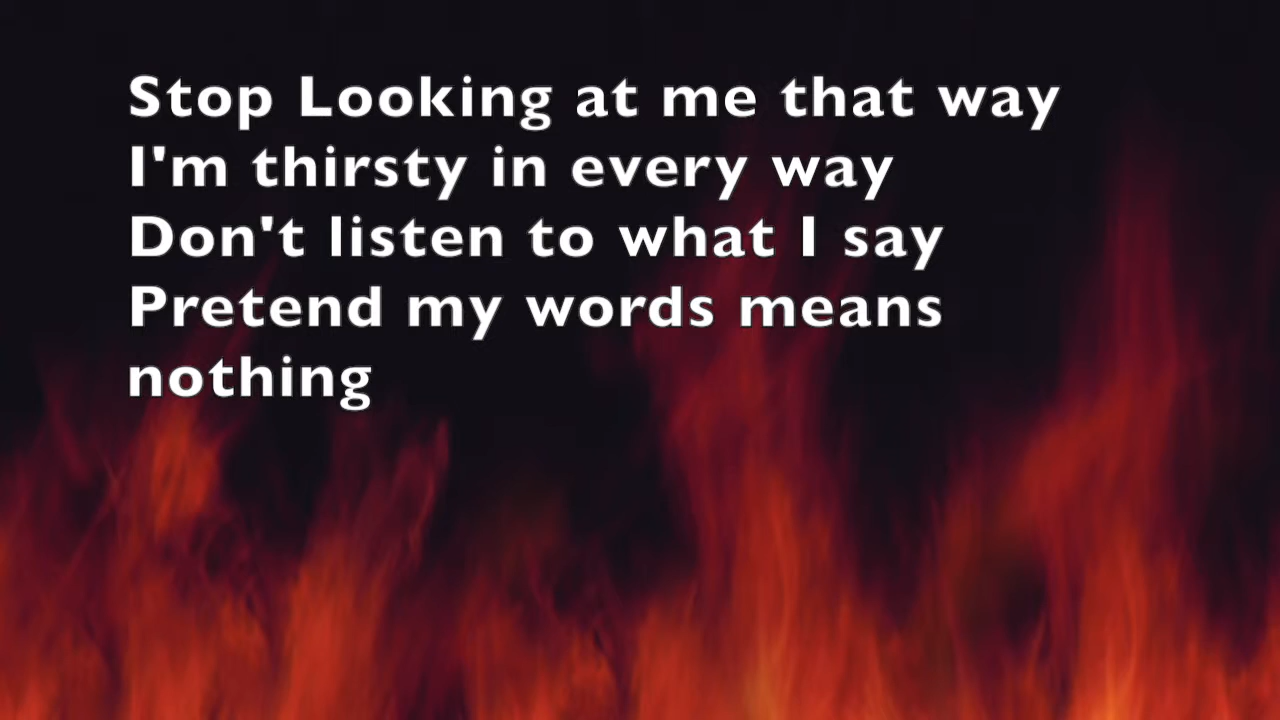 Stop Looking at me that way
I'm thirsty in every way
Don't listen to what I say
Pretend my words means
nothing